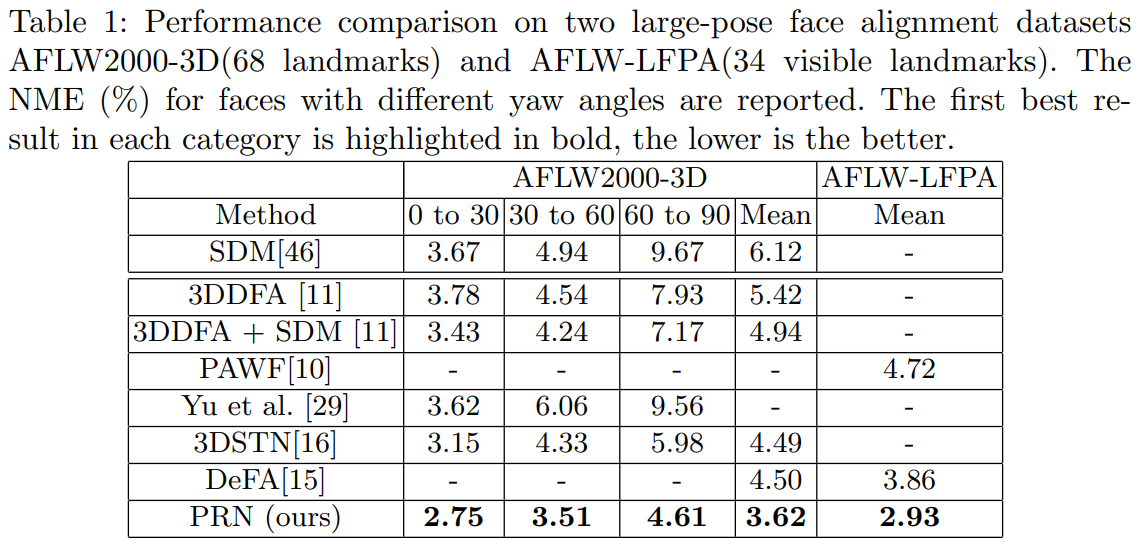 Table 1: Performance comparison on two large-pose face alignment datasets
AFLW2000-3D(68 landmarks) and AFLW-LFPA(34 visible landmarks). The
NME (%) for faces with different yaw angles are reported. The first best re-
sult in each category is highlighted in bold, the lower is the better.
AFLW2000-3D AFLW-LFPA
Method 0 to 30 30 to 60 60 to 90 Mean Mean
SDM[46] 3.67 4.94 9.67 6.12 -
3DDFA [11] 3.78 4.54 7.93 5.42 -
3DDFA + SDM [11] 3.43 4.24 7.17 4.94 -
PAWF[10] - - - - 4.72
Yu et al. [29] 3.62 6.06 9.56 - -
3DSTN[16] 3.15 4.33 5.98 4.49 -
DeFA[15] - - - 4.50 3.86
PRN (ours) 2.75 3.51 4.61 3.62 2.93